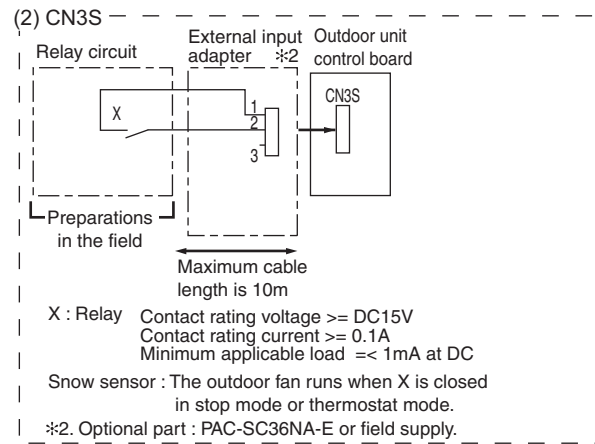 (2) CN3S
External input
adapter ✻2
Outdoor unit
control board
Relay circuit
CN3S
X
1
2
3
Preparations
in the field
Maximum cable
length is 10m
X : Relay
Contact rating voltage >= DC15V
Contact rating current >= 0.1A
Minimum applicable load =< 1mA at DC
Snow sensor : The outdoor fan runs when X is closed
in stop mode or thermostat mode.
✻2. Optional part : PAC-SC36NA-E or field supply.